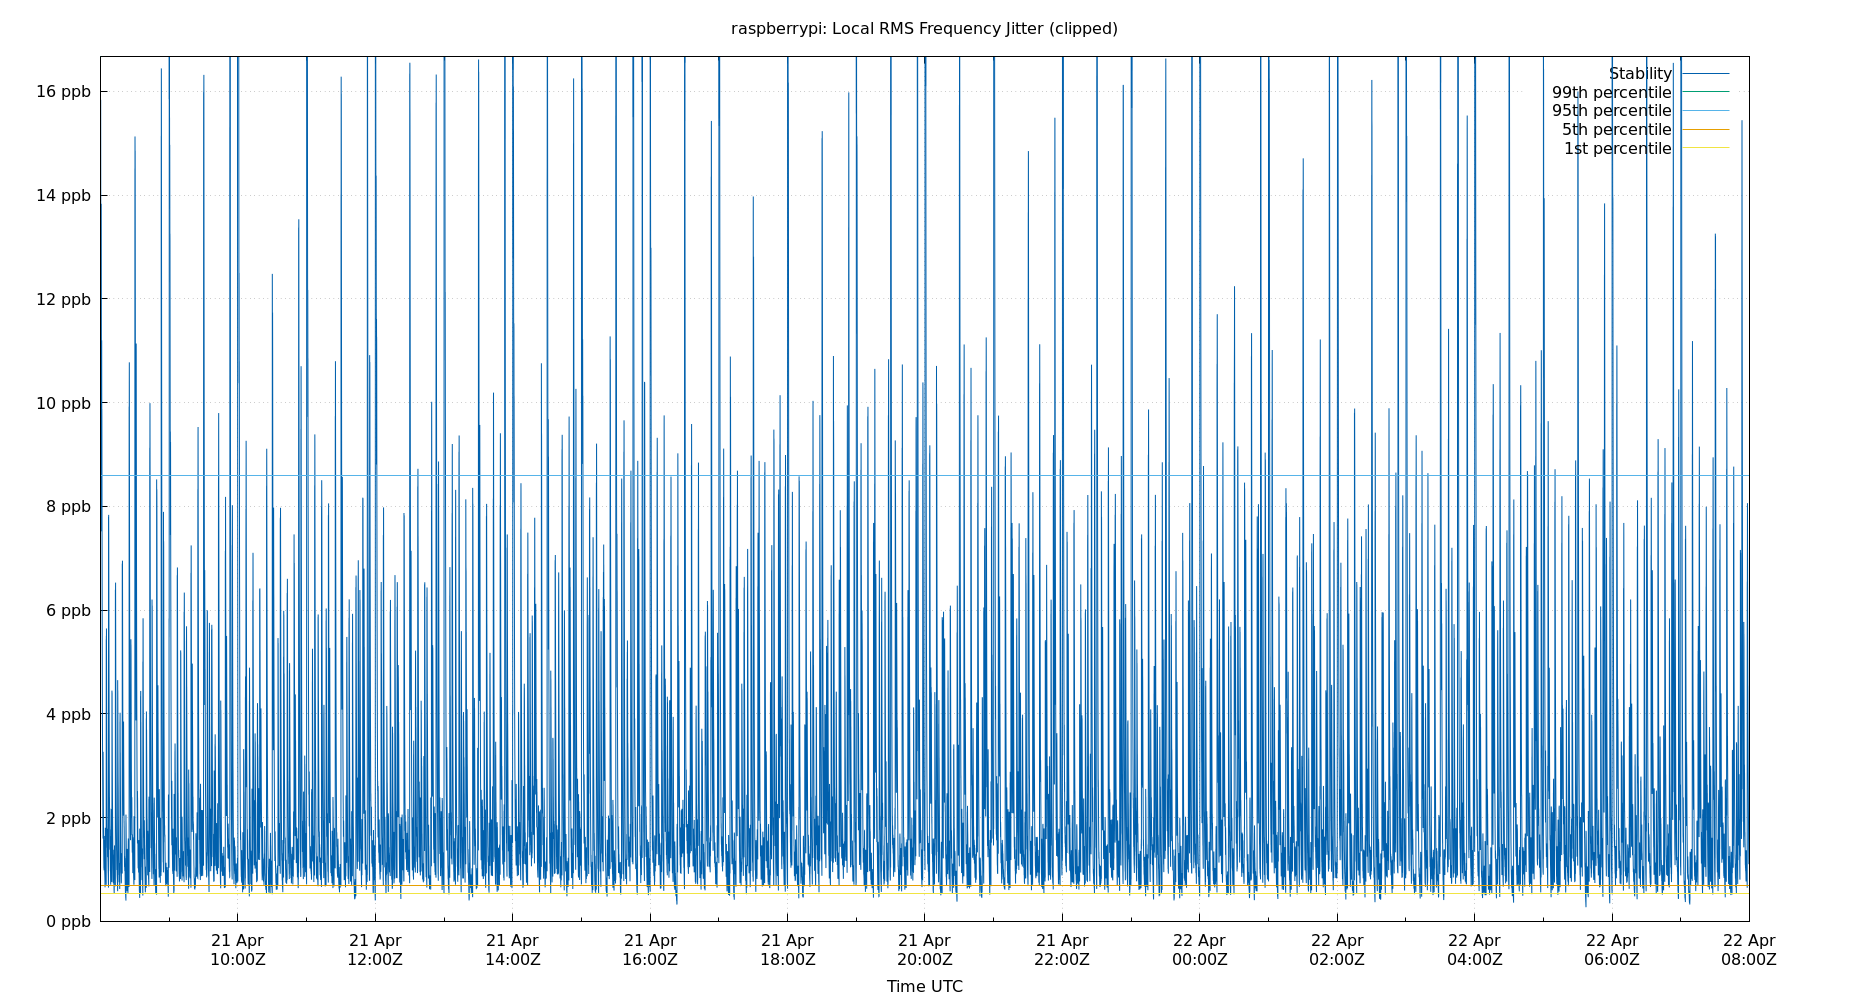 raspberrypi: Local RMS Frequency Jitter (clipped)
16 ppb
14 ppb
12 ppb
10 ppb
8 ppb
6 ppb
4 ppb
2 ppb
0 ppb
Stability
99th percentile
95th percentile
5th percentile
1st percentile
21 Apr 21 Apr 21 Apr 21 Apr 21 Apr 21 Apr 21 Apr 22 Apr 22 Apr 22 Apr 22 Apr 22 Apr
10:00Z 12:00Z 14:00Z 16:00Z 18:00Z 20:00Z 22:00Z 00:00Z 02:00Z 04:00Z 06:00Z 08:00Z
Time UTC